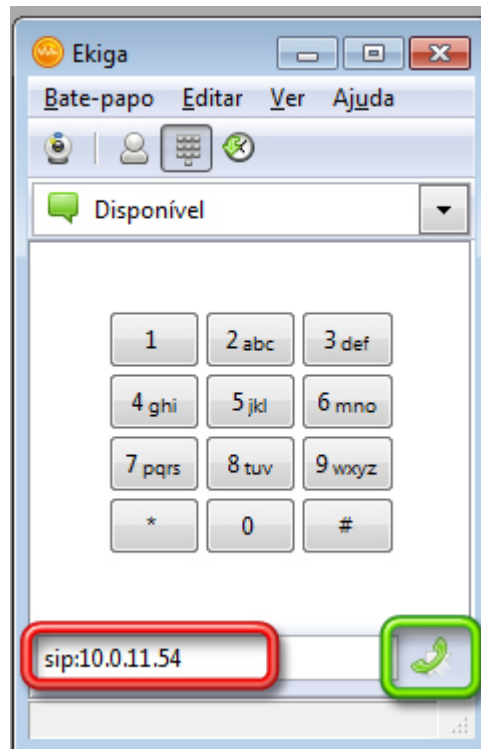 Ekiga
Bate-papo Editar Ver Ajuda
Disponível
1 2 abc 3 def
4 ghi 5 jkl 6 mno
7 pqrs 8 tuv 9 wxyz
* 0 #
sip:10.0.11.54